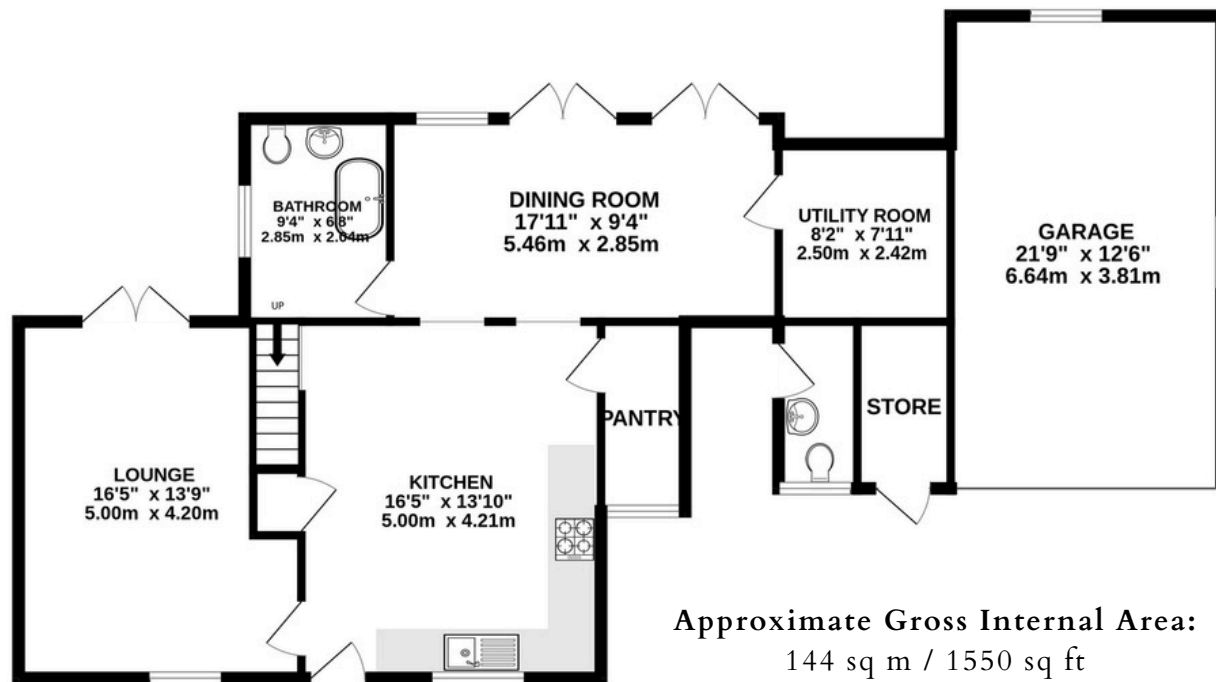 BATHROOM
9'4" x 6'8"
2.85m x 2.04m
UP
DINING ROOM
17'11" x 9'4"
5.46m x 2.85m
UTILITY ROOM
8'2" x 7'11"
2.50m x 2.42m
GARAGE
21'9" x 12'6"
6.64m x 3.81m
LOUNGE
16'5" x 13'9"
5.00m x 4.20m
KITCHEN
16'5" x 13'10"
5.00m x 4.21m
PANTRY
STORE
Approximate Gross Internal Area:
144 sq m / 1550 sq ft